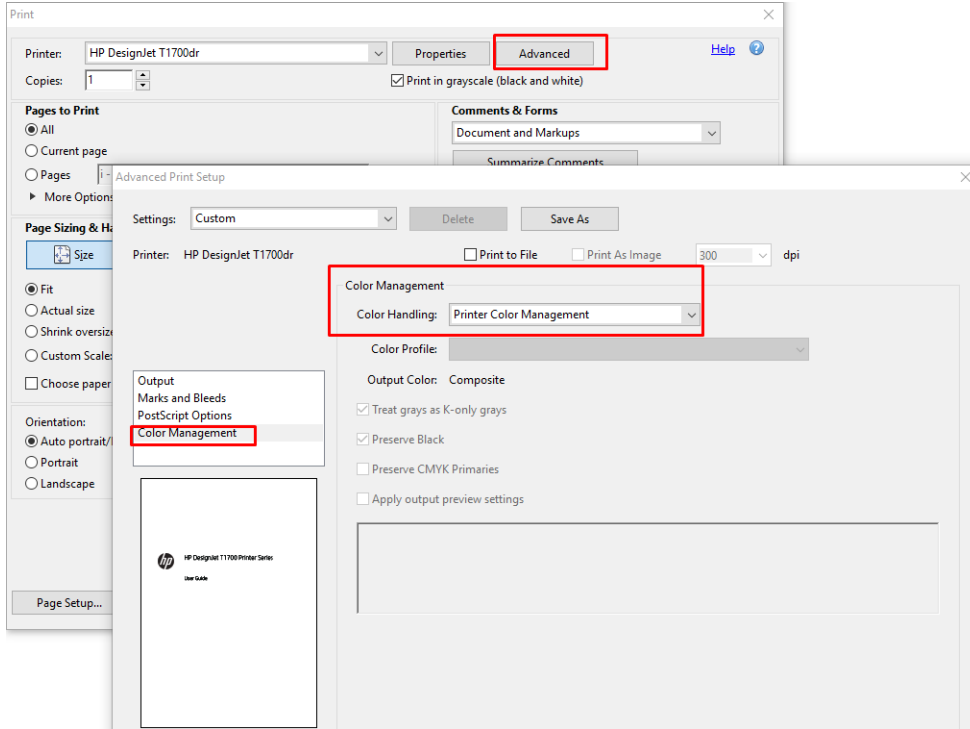 Print
Printer: HP DesignJet T1700dr Properties Advanced Help ?
Copies: 1 Print in grayscale (black and white)
Pages to Print
All
Current page
Pages i -
More Options
Comments & Forms
Document and Markups
Summarize Comments
Page Sizing & Ha
Size
Fit
Actual size
Shrink oversize
Custom Scale:
Choose paper
Orientation:
Auto portrait/l
Portrait
Landscape
Page Setup...
Advanced Print Setup
Settings: Custom Delete Save As
Printer: HP DesignJet T1700dr Print to File Print As Image 300 dpi
Output
Marks and Bleeds
PostScript Options
Color Management
Color Management
Color Handling: Printer Color Management
Color Profile:
Output Color: Composite
Treat grays as K-only grays
Preserve Black
Preserve CMYK Primaries
Apply output preview settings
hp
HP DesignJet T1700 Printer Series
User Guide